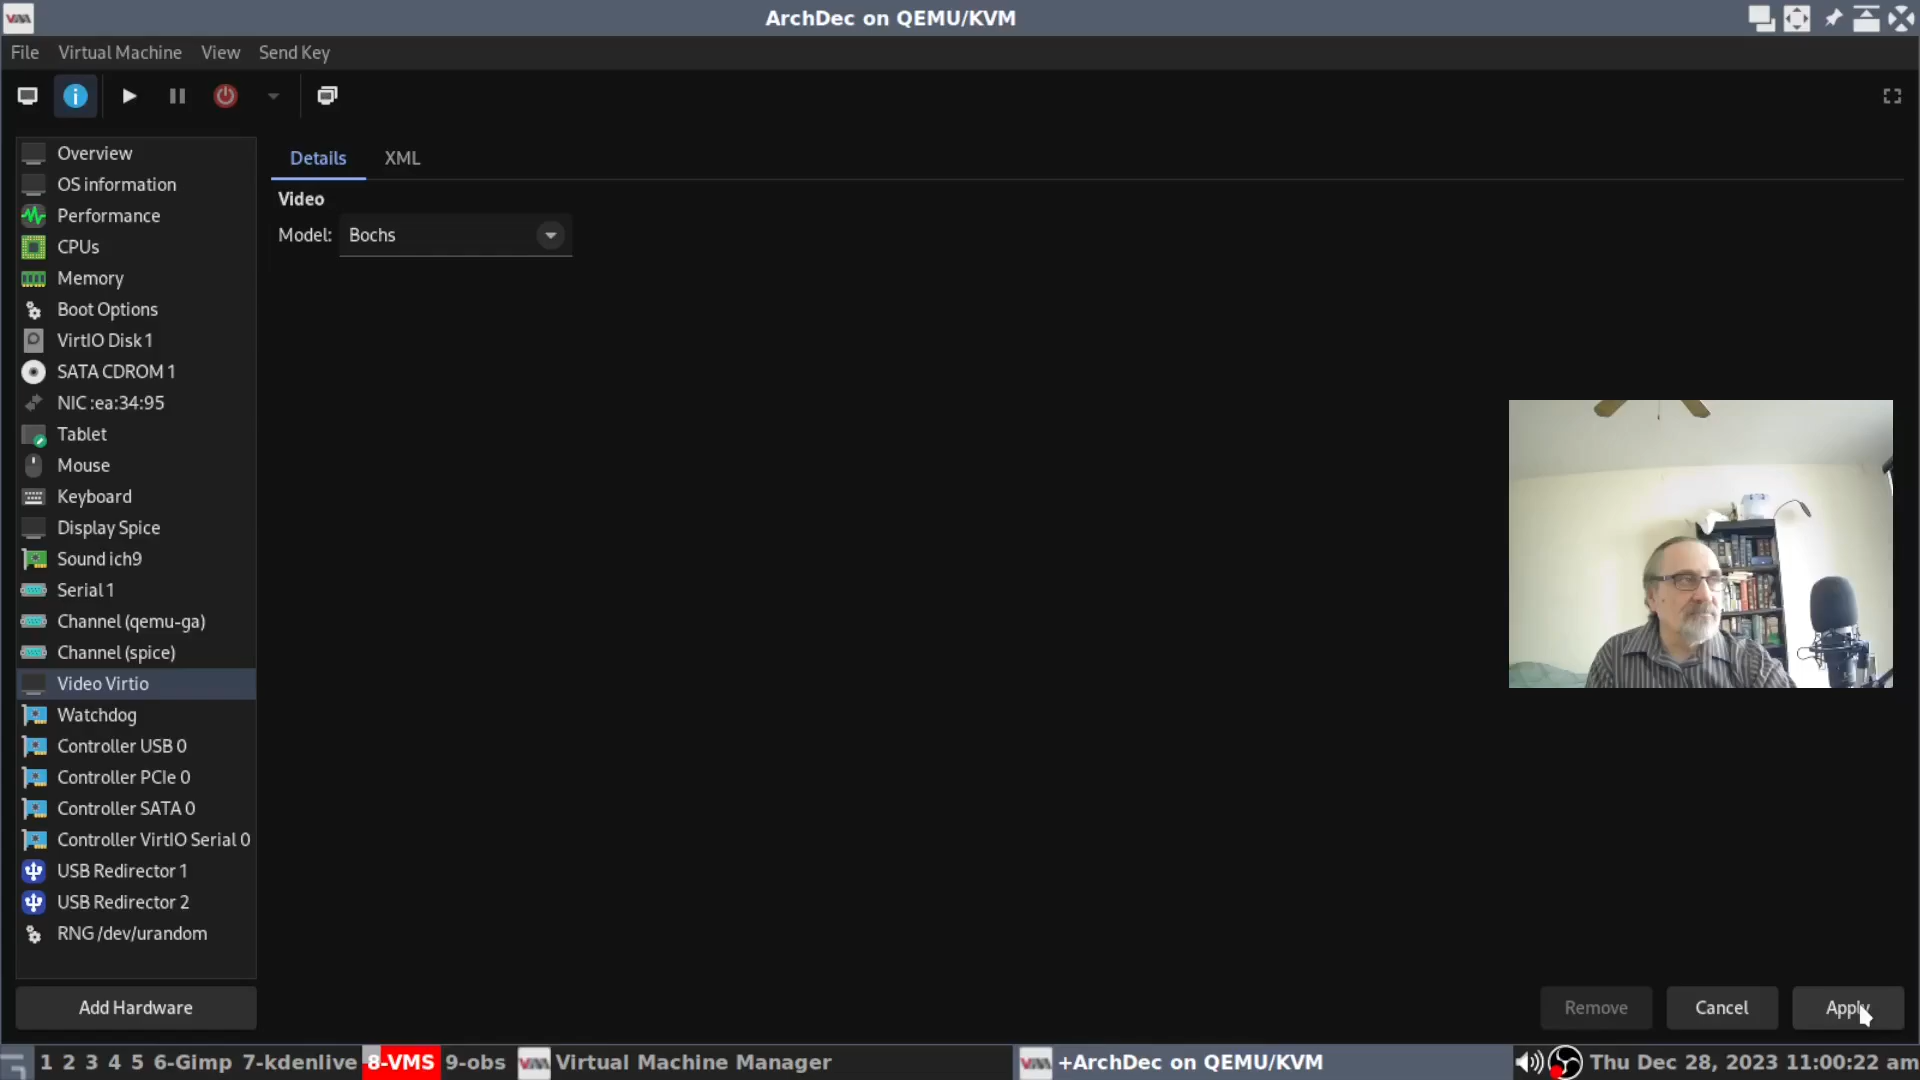 ArchDec on QEMU/KVM
File Virtual Machine View Send Key
Overview
OS information
Performance
CPUs
Memory
Boot Options
VirtIO Disk 1
SATA CDROM 1
NIC :ea:34:95
Tablet
Mouse
Keyboard
Display Spice
Sound ich9
Serial 1
Channel (qemu-ga)
Channel (spice)
Video Virtio
Watchdog
Controller USB 0
Controller PCIe 0
Controller SATA 0
Controller VirtIO Serial 0
USB Redirector 1
USB Redirector 2
RNG /dev/urandom
Add Hardware
Details XML
Video
Model: Bochs
Remove Cancel Apply
1 2 3 4 5 6-Gimp 7-kdenlive 8-VMS 9-obs Virtual Machine Manager +ArchDec on QEMU/KVM Thu Dec 28, 2023 11:00:22 am